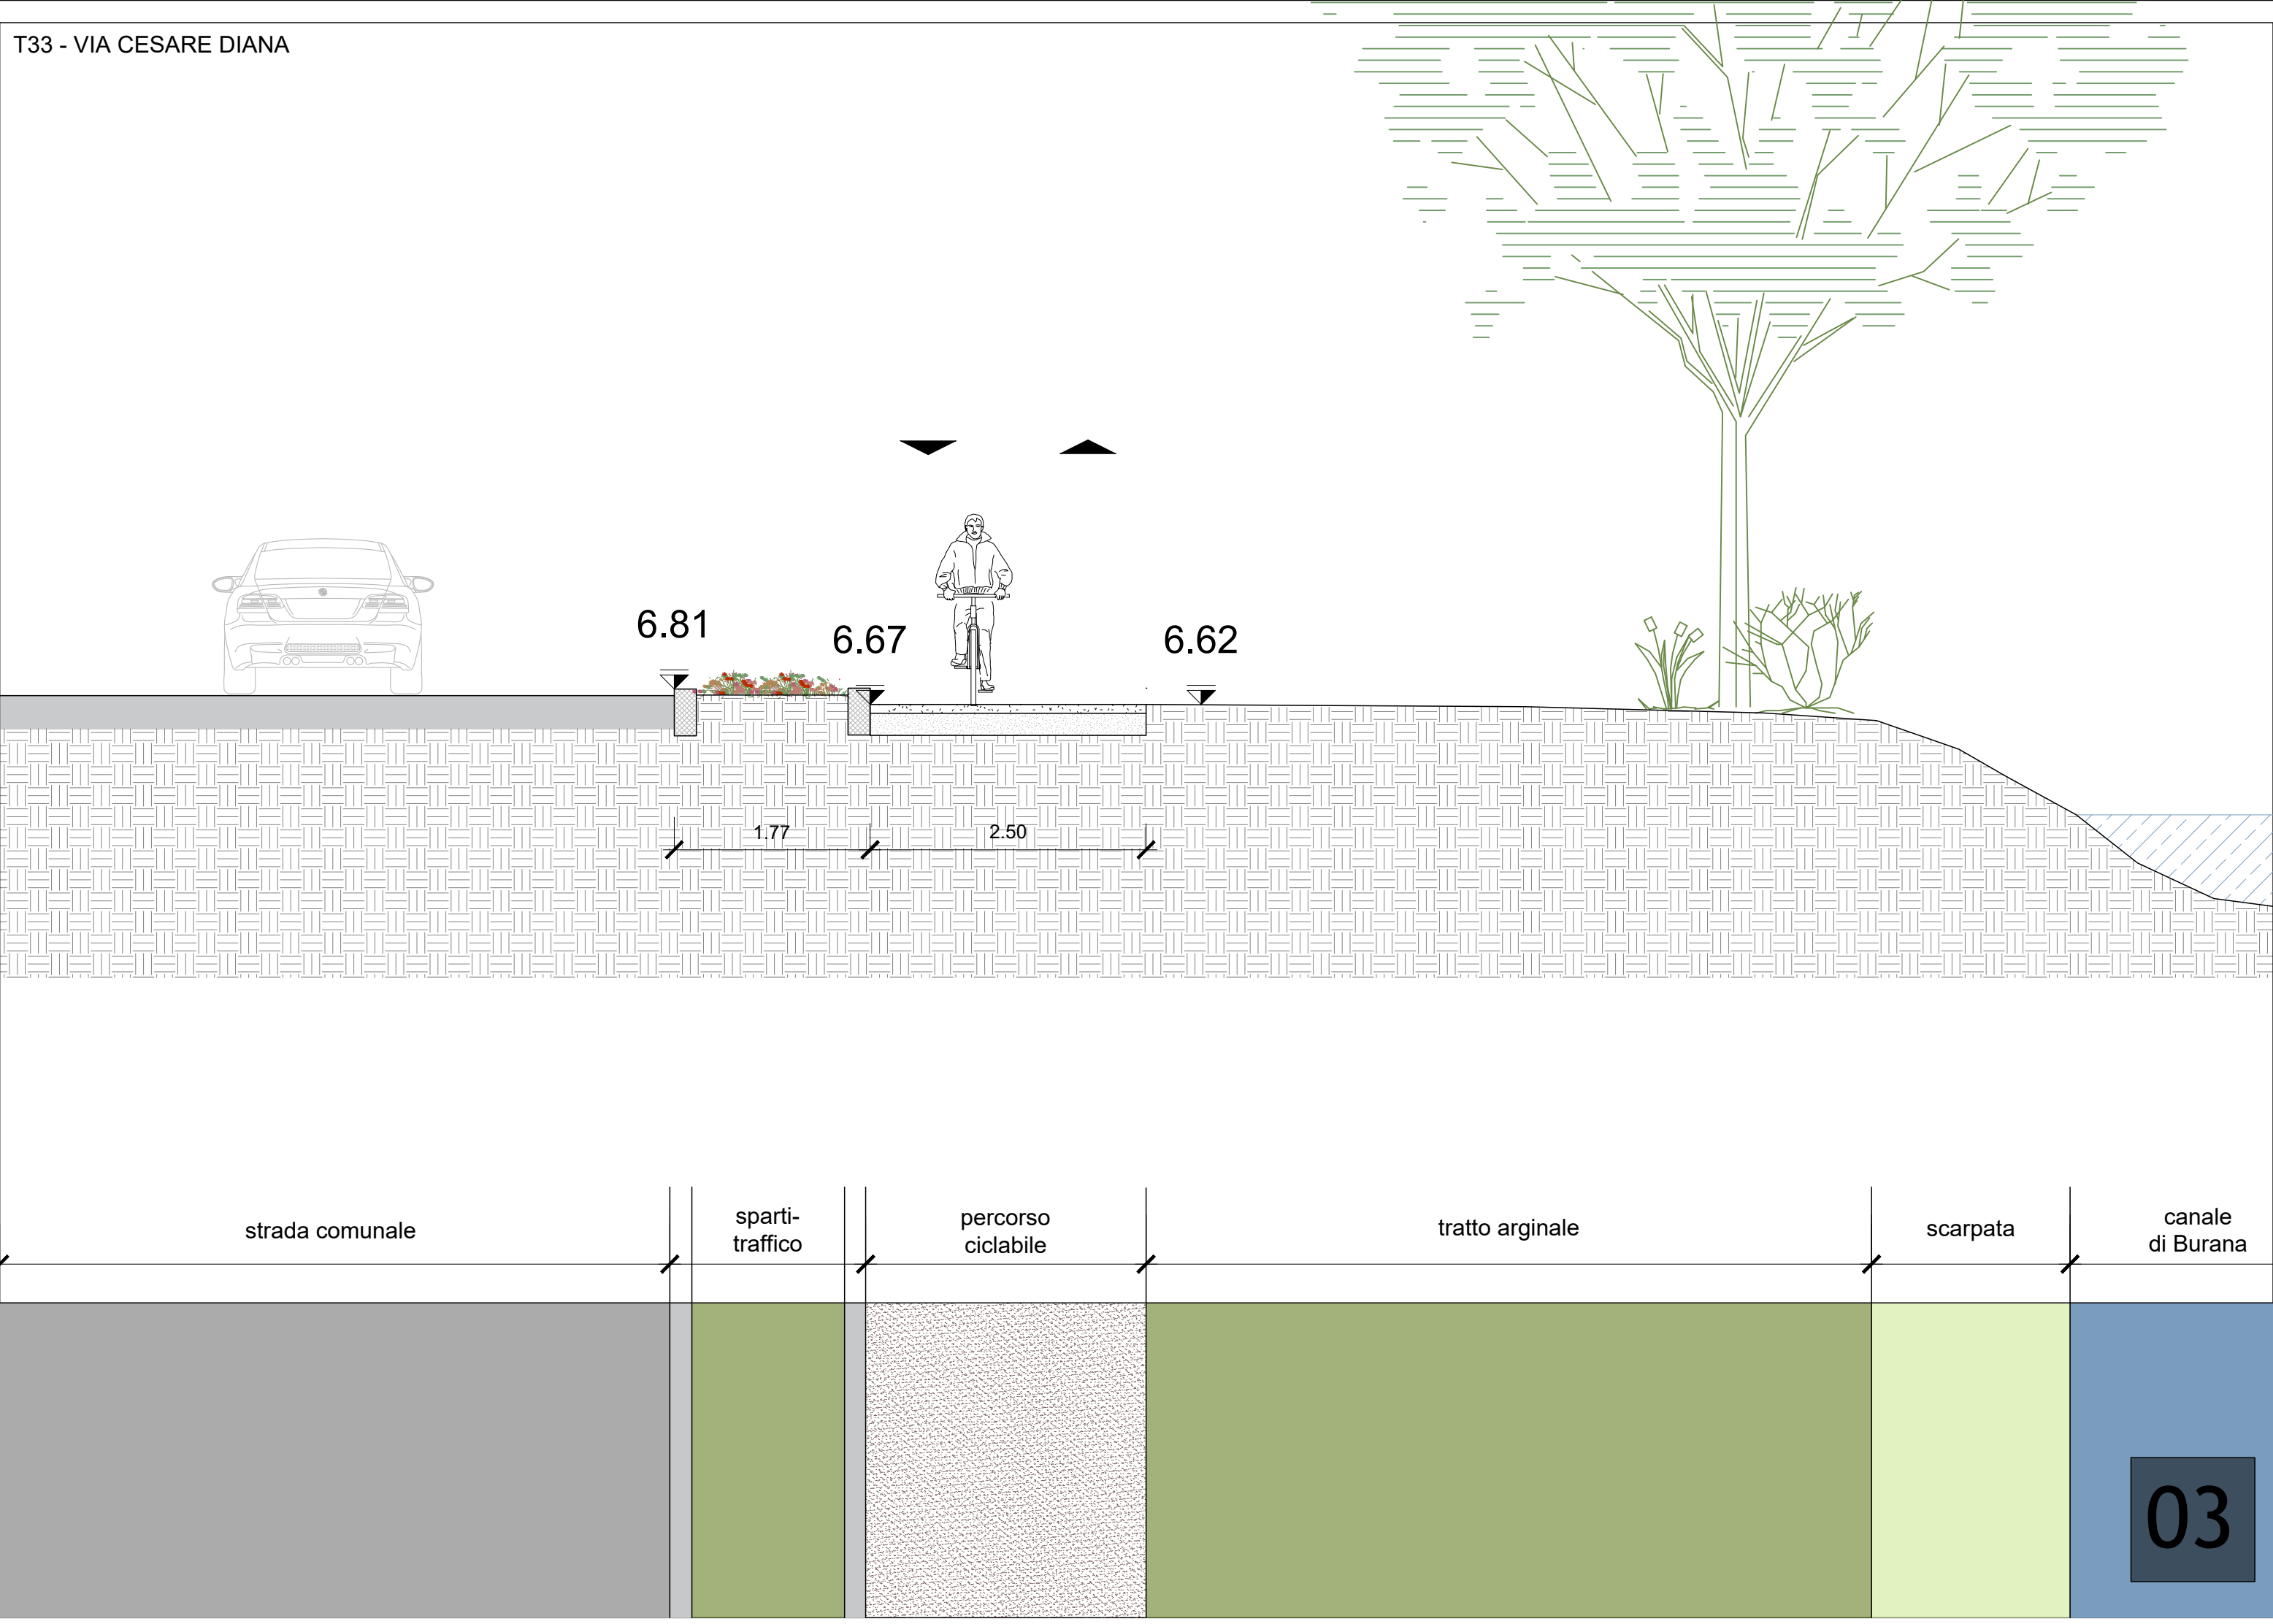 T33 - VIA CESARE DIANA
6.81
6.67
6.62
1.77
2.50
strada comunale
sparti-
traffico
percorso
ciclabile
tratto arginale
scarpata
canale
di Burana
03